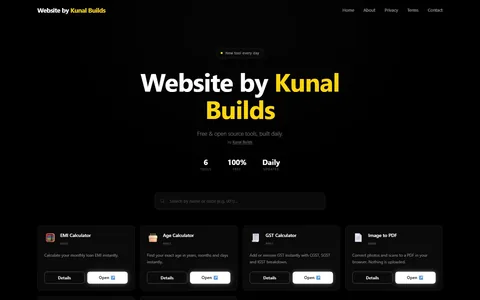 Website by Kunal Builds
Home About Privacy Terms Contact
New tool every day
Website by Kunal
Builds
Free & open source tools, built daily.
by Kunal Builds
6 100% Daily
TOOLS FREE UPDATES
EMI Calculator
Calculate your monthly loan EMI instantly.
Details Open
Age Calculator
Find your exact age in years, months and days instantly.
Details Open
GST Calculator
Add or remove GST instantly with CGST, SGST and IGST breakdown.
Details Open
Image to PDF
Convert photos and scans to a PDF in your browser. Nothing is uploaded.
Details Open